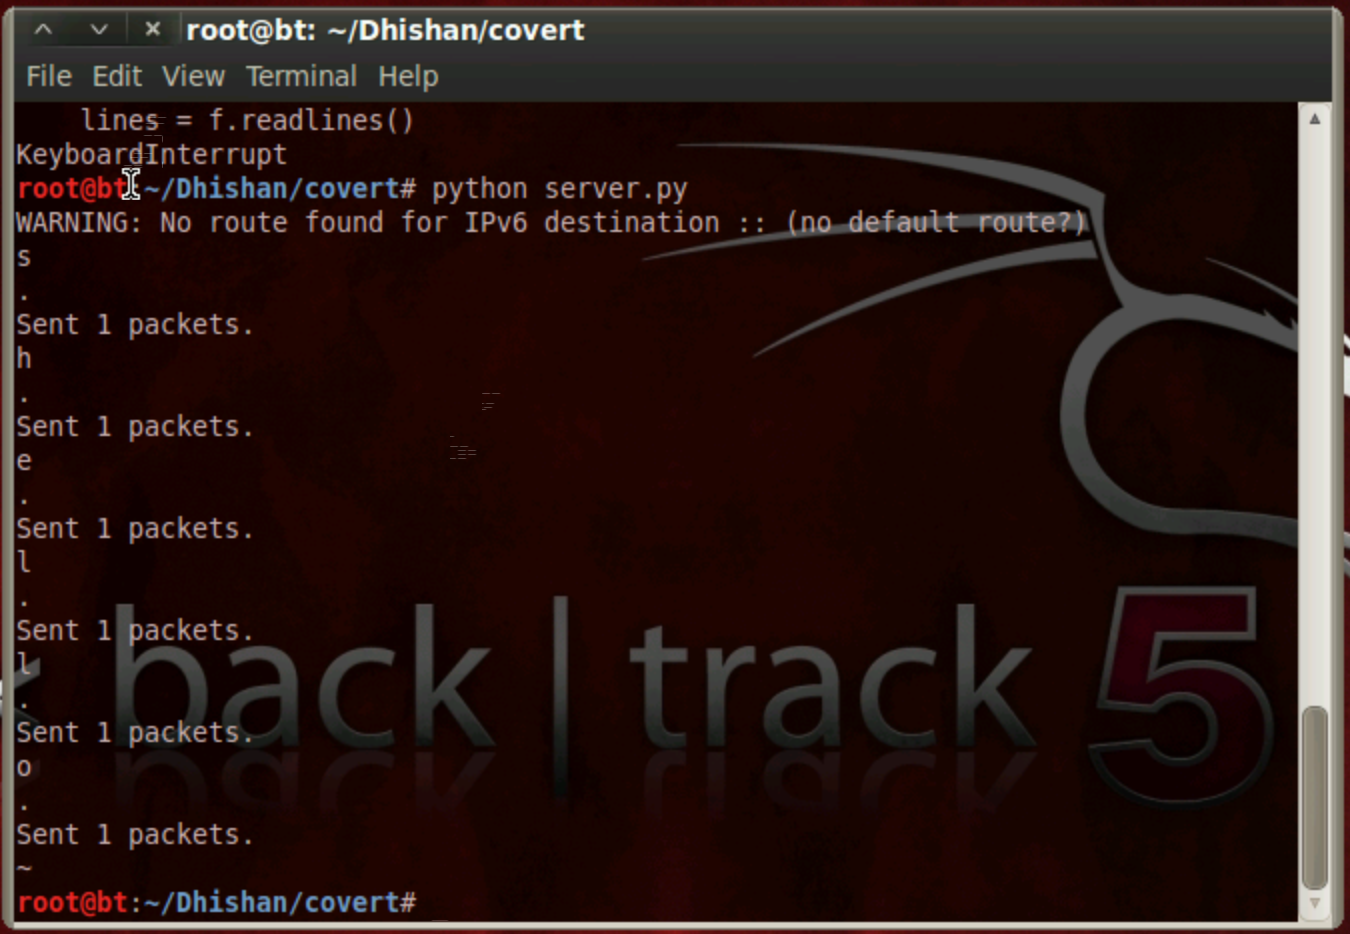 root@bt: ~/Dhishan/covert
File Edit View Terminal Help
    lines = f.readlines()
KeyboardInterrupt
root@bt:~/Dhishan/covert# python server.py
WARNING: No route found for IPv6 destination :: (no default route?)
s
.
Sent 1 packets.
h
.
Sent 1 packets.
e
.
Sent 1 packets.
l
.
Sent 1 packets.
l
.
Sent 1 packets.
o
.
Sent 1 packets.
~
root@bt:~/Dhishan/covert#
back | track 5